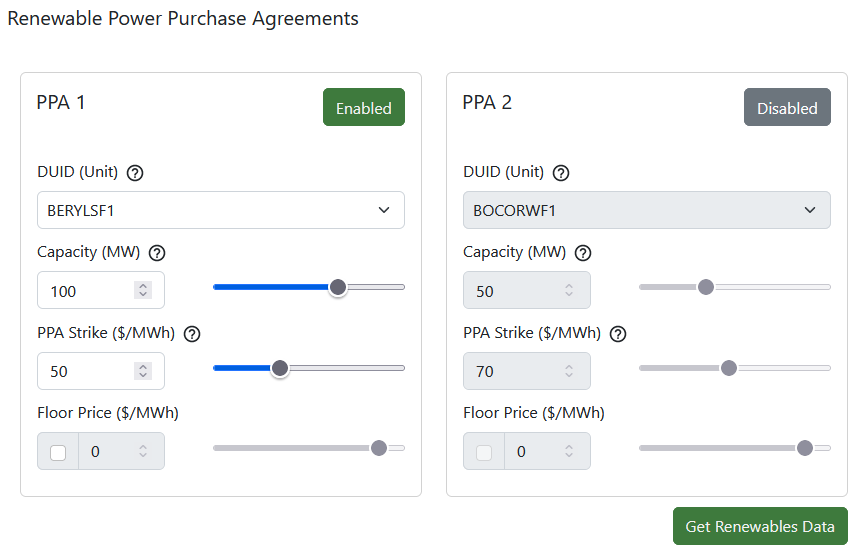 Renewable Power Purchase Agreements
PPA 1
Enabled
DUID (Unit)
BERYLSF1
Capacity (MW)
100
PPA Strike ($/MWh)
50
Floor Price ($/MWh)
0
PPA 2
Disabled
DUID (Unit)
BOCORWF1
Capacity (MW)
50
PPA Strike ($/MWh)
70
Floor Price ($/MWh)
0
Get Renewables Data